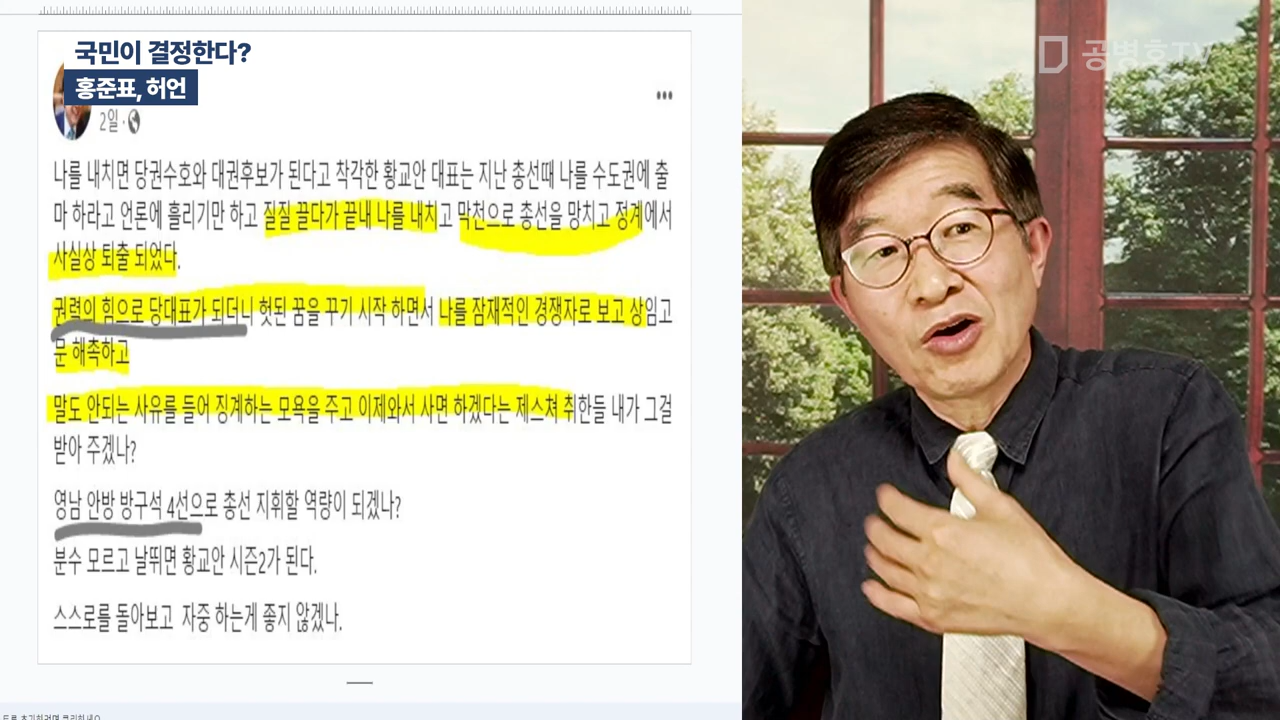 국민이 결정한다?
홍준표, 허언
공병호TV
2일 ·
나를 내치면 당권수호와 대권후보가 된다고 착각한 황교안 대표는 지난 총선때 나를 수도권에 출
마 하라고 언론에 흘리기만 하고 질질 끌다가 끝내 나를 내치고 막천으로 총선을 망치고 정계에서
사실상 퇴출 되었다.
권력의 힘으로 당대표가 되더니 헛된 꿈을 꾸기 시작 하면서 나를 잠재적인 경쟁자로 보고 상임고
문 해촉하고
말도 안되는 사유를 들어 징계하는 모욕을 주고 이제와서 사면 하겠다는 제스쳐 취한들 내가 그걸
받아 주겠나?
영남 안방 방구석 4선으로 총선 지휘할 역량이 되겠나?
분수 모르고 날뛰면 황교안 시즌2가 된다.
스스로를 돌아보고 자중 하는게 좋지 않겠나.